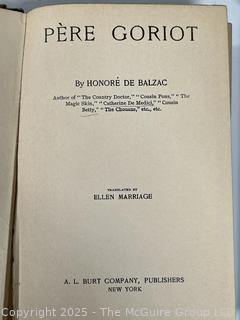 PÈRE GORIOT
By HONORÉ DE BALZAC
Author of "The Country Doctor," "Cousin Pons," "The
Magic Skin," "Catherine De Medici," "Cousin
Betty," "The Chouans," etc., etc.
TRANSLATED BY
ELLEN MARRIAGE
A. L. BURT COMPANY, PUBLISHERS
NEW YORK
Copyright 2025 - The McGuire Group